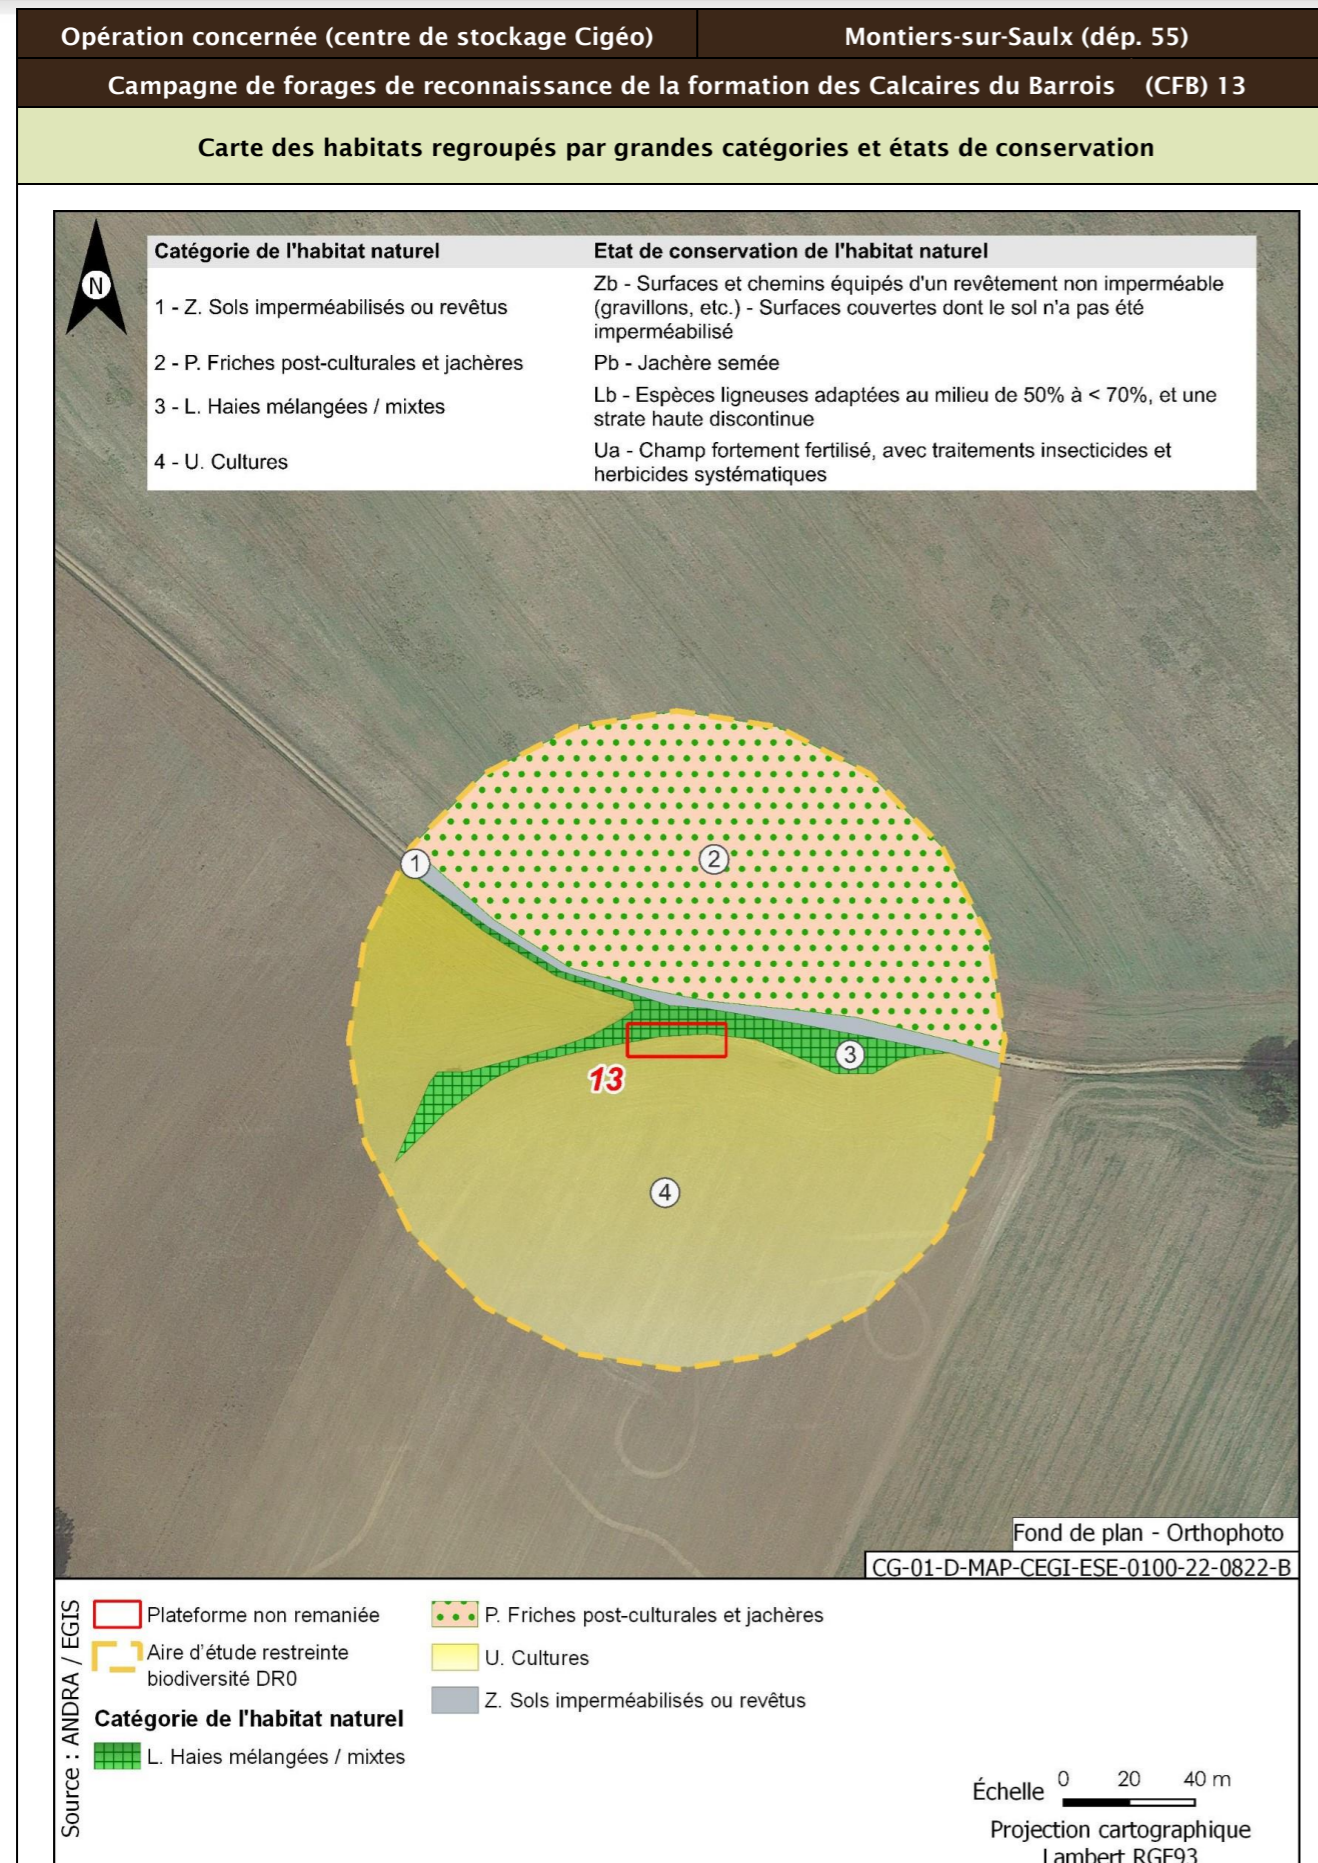 Opération concernée (centre de stockage Cigéo)
Montiers-sur-Saulx (dép. 55)
Campagne de forages de reconnaissance de la formation des Calcaires du Barrois (CFB) 13
Carte des habitats regroupés par grandes catégories et états de conservation
N
Catégorie de l'habitat naturel
Etat de conservation de l'habitat naturel
1 - Z. Sols imperméabilisés ou revêtus
Zb - Surfaces et chemins équipés d'un revêtement non imperméable
(gravillons, etc.) - Surfaces couvertes dont le sol n'a pas été
imperméabilisé
2 - P. Friches post-culturales et jachères
Pb - Jachère semée
3 - L. Haies mélangées / mixtes
Lb - Espèces ligneuses adaptées au milieu de 50% à < 70%, et une
strate haute discontinue
4 - U. Cultures
Ua - Champ fortement fertilisé, avec traitements insecticides et
herbicides systématiques
1
2
3
13
4
Fond de plan - Orthophoto
CG-01-D-MAP-CEGI-ESE-0100-22-0822-B
Source : ANDRA / EGIS
Plateforme non remaniée
Aire d'étude restreinte
biodiversité DR0
Catégorie de l'habitat naturel
L. Haies mélangées / mixtes
P. Friches post-culturales et jachères
U. Cultures
Z. Sols imperméabilisés ou revêtus
Échelle
0 20 40 m
Projection cartographique
Lambert RGF93